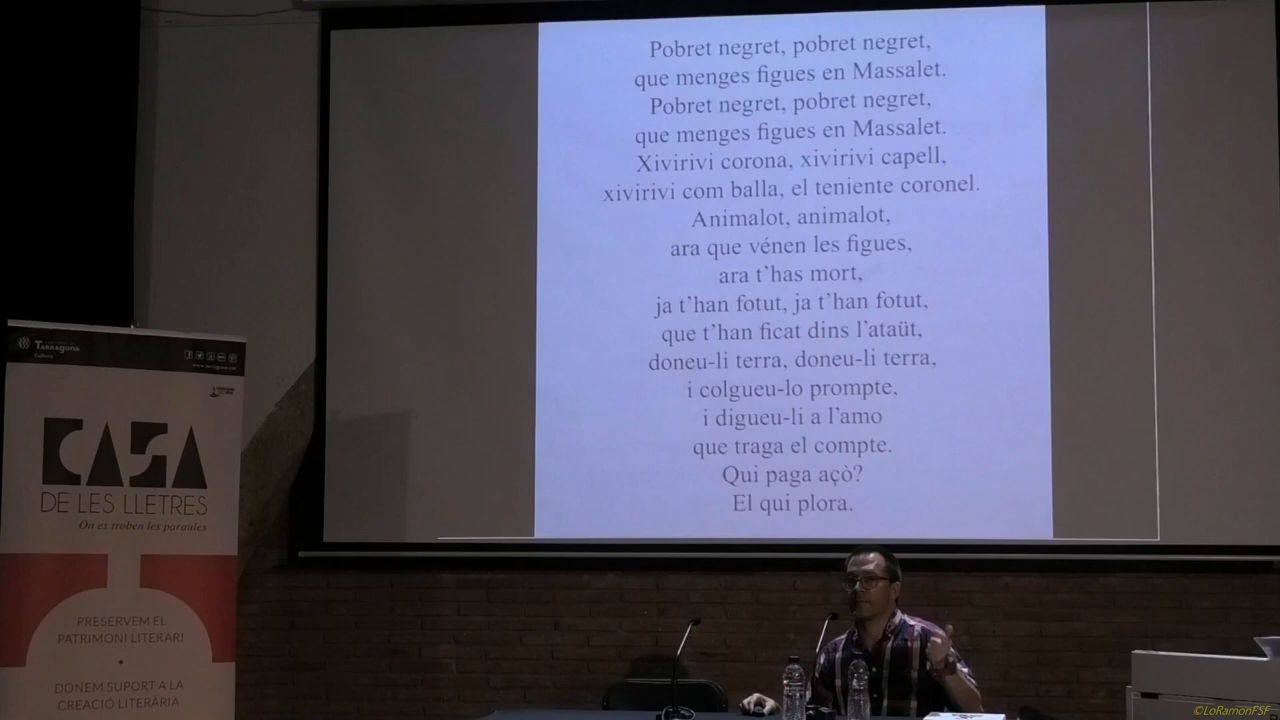 Pobret negret, pobret negret,
que menges figues en Massalet.
Pobret negret, pobret negret,
que menges figues en Massalet.
Xivirivi corona, xivirivi capell,
xivirivi com balla, el teniente coronel.
Animalot, animalot,
ara que vénen les figues,
ara t’has mort,
ja t’han fotut, ja t’han fotut,
que t’han ficat dins l’ataüt,
doneu-li terra, doneu-li terra,
i colgueu-lo prompte,
i digueu-li a l’amo
que traga el compte.
Qui paga açò?
El qui plora.
TARRAGONA
Cultura
www.tarragona.cat
CASA
DE LES LLETRES
On es troben les paraules
PRESERVEM EL
PATRIMONI LITERARI
•
DONEM SUPORT A LA
CREACIÓ LITERÀRIA
©LoRamonFSF